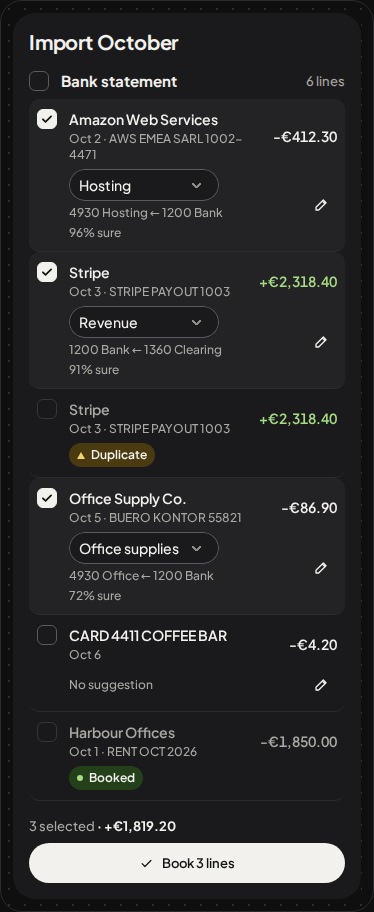 Import October
Bank statement
6 lines
Amazon Web Services
Oct 2 · AWS EMEA SARL 1002-
4471
-€412.30
Hosting
4930 Hosting ← 1200 Bank
96% sure
Stripe
Oct 3 · STRIPE PAYOUT 1003
+€2,318.40
Revenue
1200 Bank ← 1360 Clearing
91% sure
Stripe
Oct 3 · STRIPE PAYOUT 1003
+€2,318.40
Duplicate
Office Supply Co.
Oct 5 · BUERO KONTOR 55821
-€86.90
Office supplies
4930 Office ← 1200 Bank
72% sure
CARD 4411 COFFEE BAR
Oct 6
-€4.20
No suggestion
Harbour Offices
Oct 1 · RENT OCT 2026
-€1,850.00
Booked
3 selected · +€1,819.20
Book 3 lines